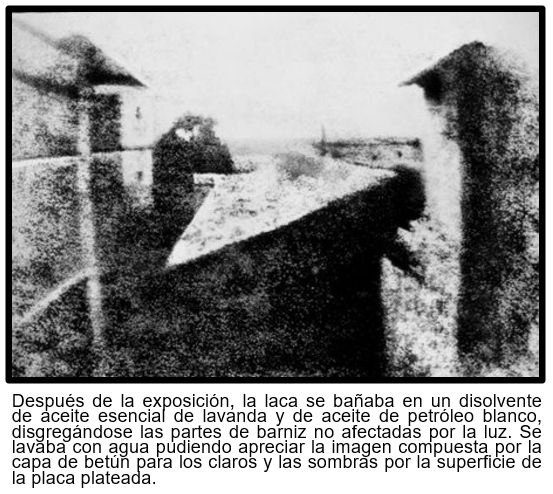 Después de la exposición, la laca se bañaba en un disolvente
de aceite esencial de lavanda y de aceite de petróleo blanco,
disgregándose las partes de barniz no afectadas por la luz. Se
lavaba con agua pudiendo apreciar la imagen compuesta por la
capa de betún para los claros y las sombras por la superficie de
la placa plateada.